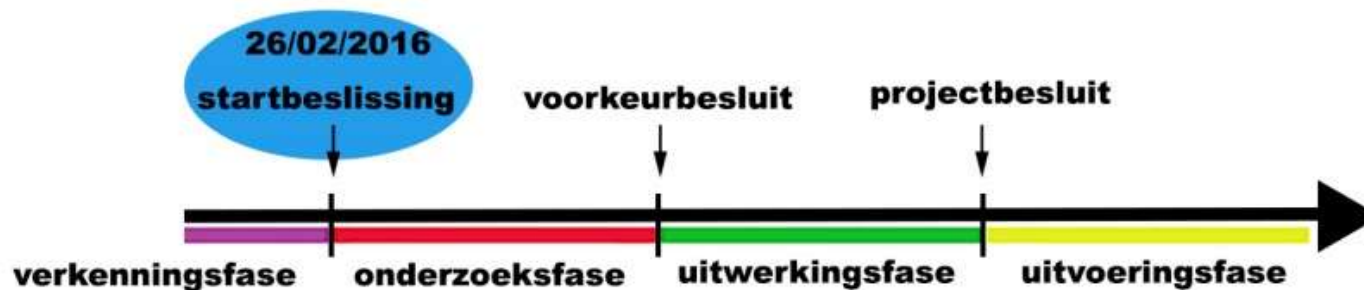 26/02/2016
startbeslissing
voorkeurbesluit
projectbesluit
verkenningsfase
onderzoeksfase
uitwerkingsfase
uitvoeringsfase